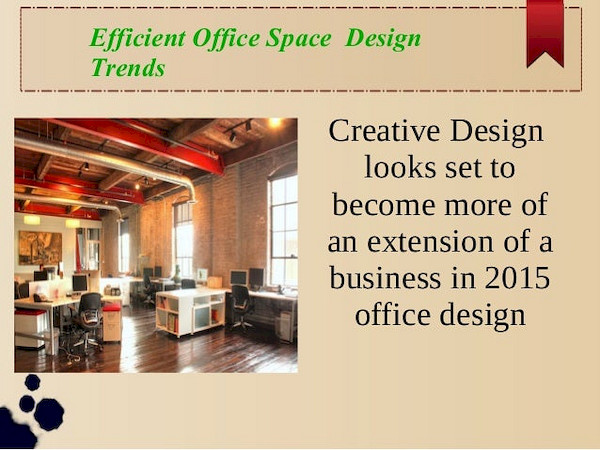 Efficient Office Space Design
Trends
Creative Design
looks set to
become more of
an extension of a
business in 2015
office design